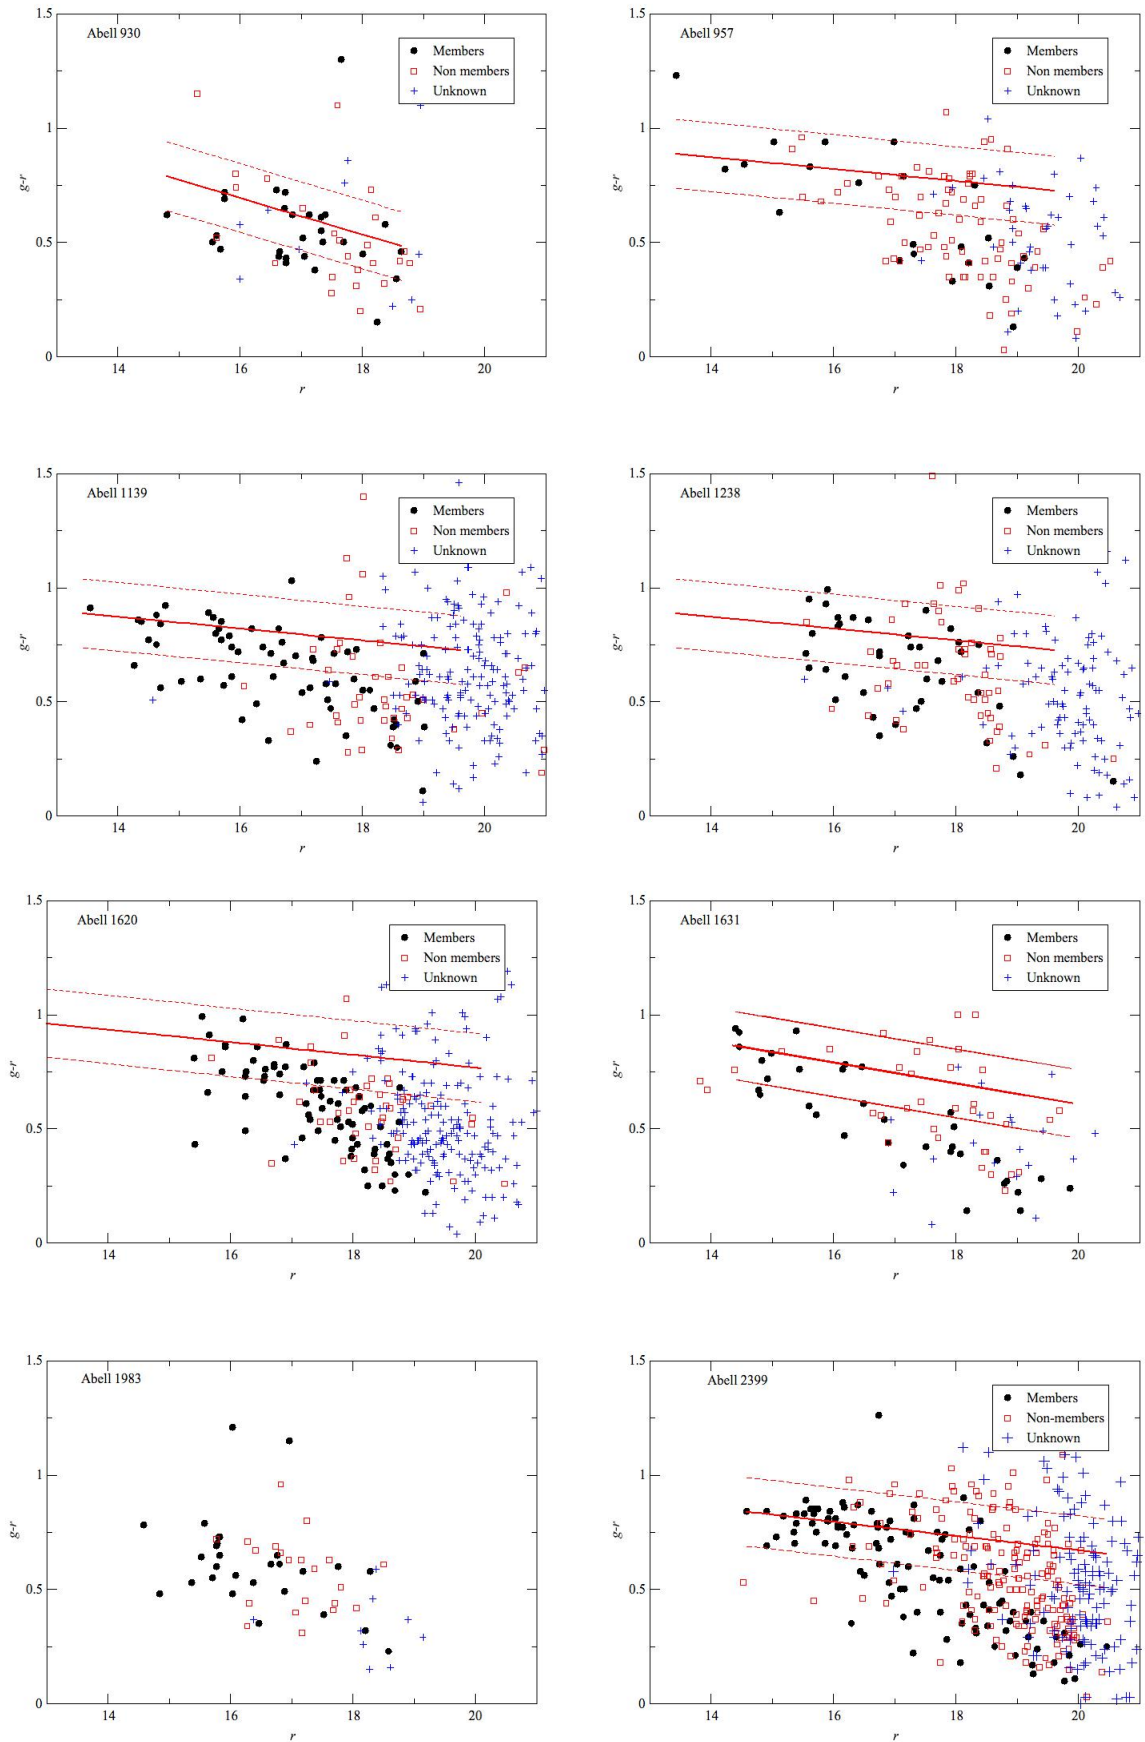 Abell 930
Members
Non members
Unknown
1.5
1
0.5
0
g-r
14
16
18
20
r
Abell 957
Members
Non members
Unknown
1.5
1
0.5
0
g-r
14
16
18
20
r
Abell 1139
Members
Non members
Unknown
1.5
1
0.5
0
g-r
14
16
18
20
r
Abell 1238
Members
Non members
Unknown
1.5
1
0.5
0
g-r
14
16
18
20
r
Abell 1620
Members
Non members
Unknown
1.5
1
0.5
0
g-r
14
16
18
20
r
Abell 1631
Members
Non members
Unknown
1.5
1
0.5
0
g-r
14
16
18
20
r
Abell 1983
1.5
1
0.5
0
g-r
14
16
18
20
r
Abell 2399
Members
Non-members
Unknown
1.5
1
0.5
0
g-r
14
16
18
20
r